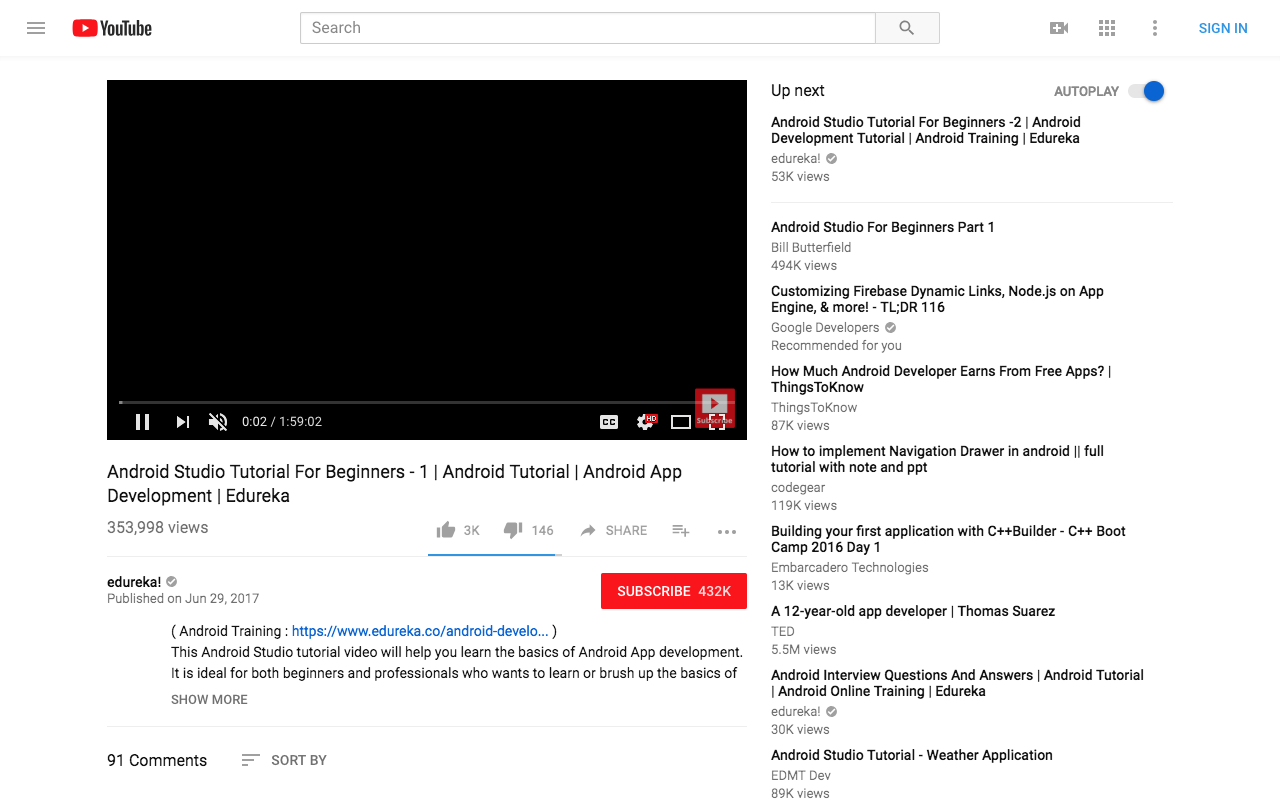 YouTube
Search
SIGN IN
Subscribe
0:02 / 1:59:02
CC
HD
Android Studio Tutorial For Beginners - 1 | Android Tutorial | Android App
Development | Edureka
353,998 views
3K
146
SHARE
edureka!
Published on Jun 29, 2017
SUBSCRIBE 432K
( Android Training : https://www.edureka.co/android-develo... )
This Android Studio tutorial video will help you learn the basics of Android App development.
It is ideal for both beginners and professionals who wants to learn or brush up the basics of
SHOW MORE
91 Comments
SORT BY
Up next
AUTOPLAY
Android Studio Tutorial For Beginners -2 | Android
Development Tutorial | Android Training | Edureka
edureka!
53K views
Android Studio For Beginners Part 1
Bill Butterfield
494K views
Customizing Firebase Dynamic Links, Node.js on App
Engine, & more! - TL;DR 116
Google Developers
Recommended for you
How Much Android Developer Earns From Free Apps? |
ThingsToKnow
ThingsToKnow
87K views
How to implement Navigation Drawer in android || full
tutorial with note and ppt
codegear
119K views
Building your first application with C++Builder - C++ Boot
Camp 2016 Day 1
Embarcadero Technologies
13K views
A 12-year-old app developer | Thomas Suarez
TED
5.5M views
Android Interview Questions And Answers | Android Tutorial
| Android Online Training | Edureka
edureka!
30K views
Android Studio Tutorial - Weather Application
EDMT Dev
89K views